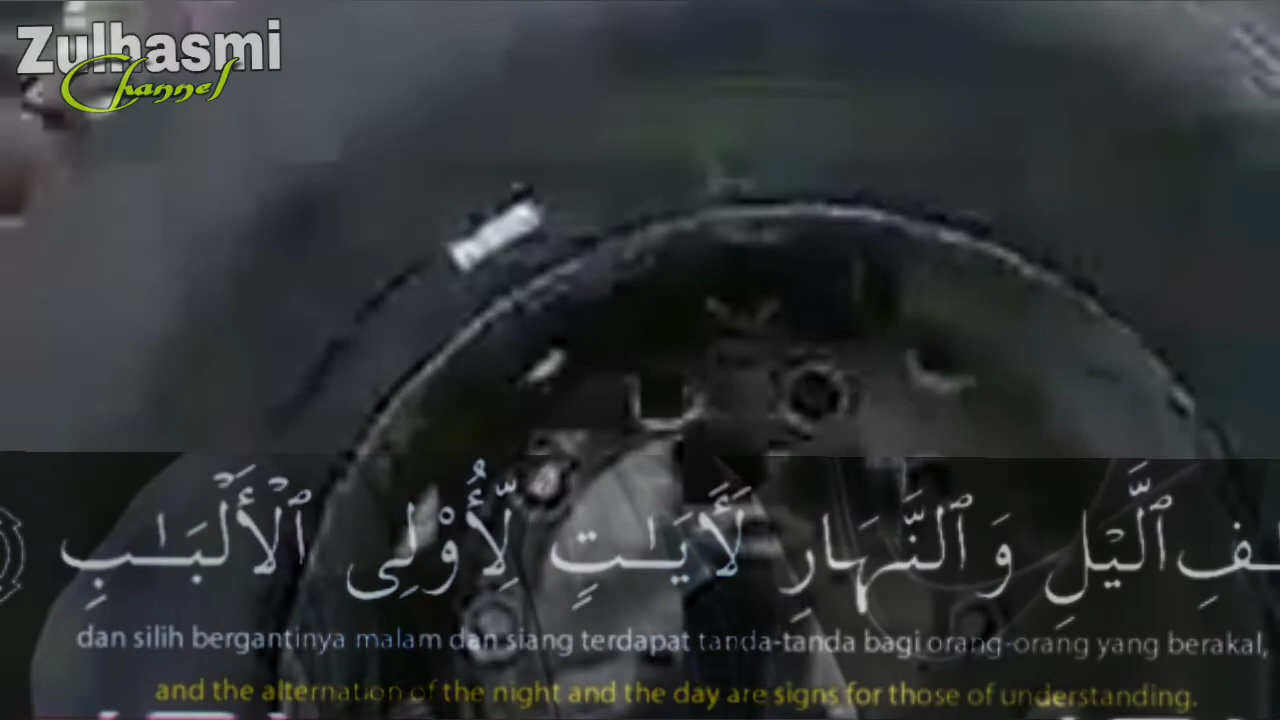 Zulhasmi
Channel
ٱلَّيْلِ وَٱلنَّهَارِ لَـَٔايَـٰتٍ لِّأُو۟لِى ٱلْأَلْبَـٰبِ
dan silih bergantinya malam dan siang terdapat tanda-tanda bagi orang-orang yang berakal,
and the alternation of the night and the day are signs for those of understanding.